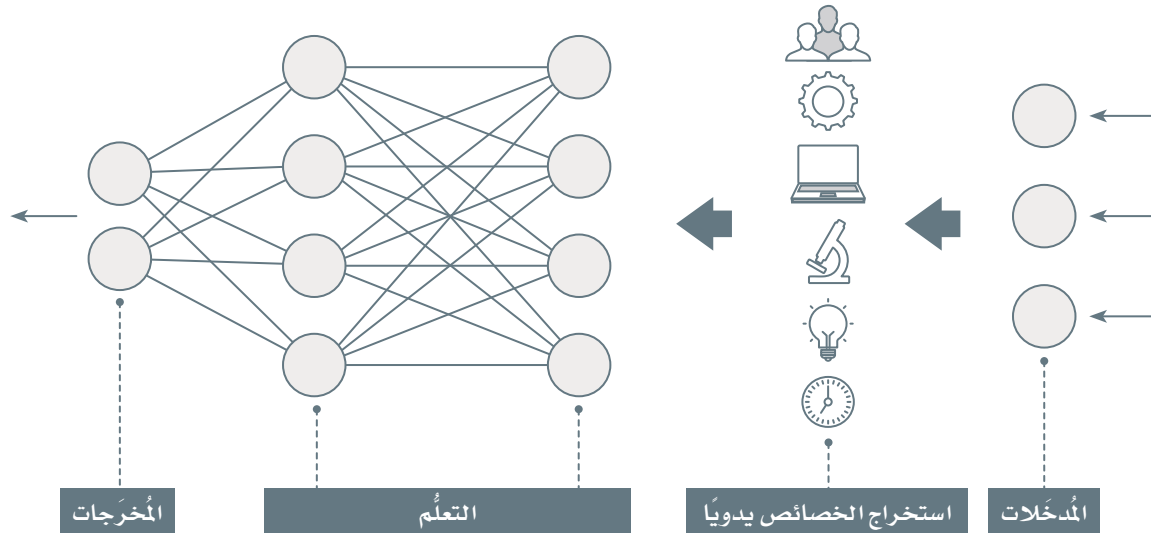 المُدخَلات
استخراج الخصائص يدويًا
التعلُّم
المُخرَجات